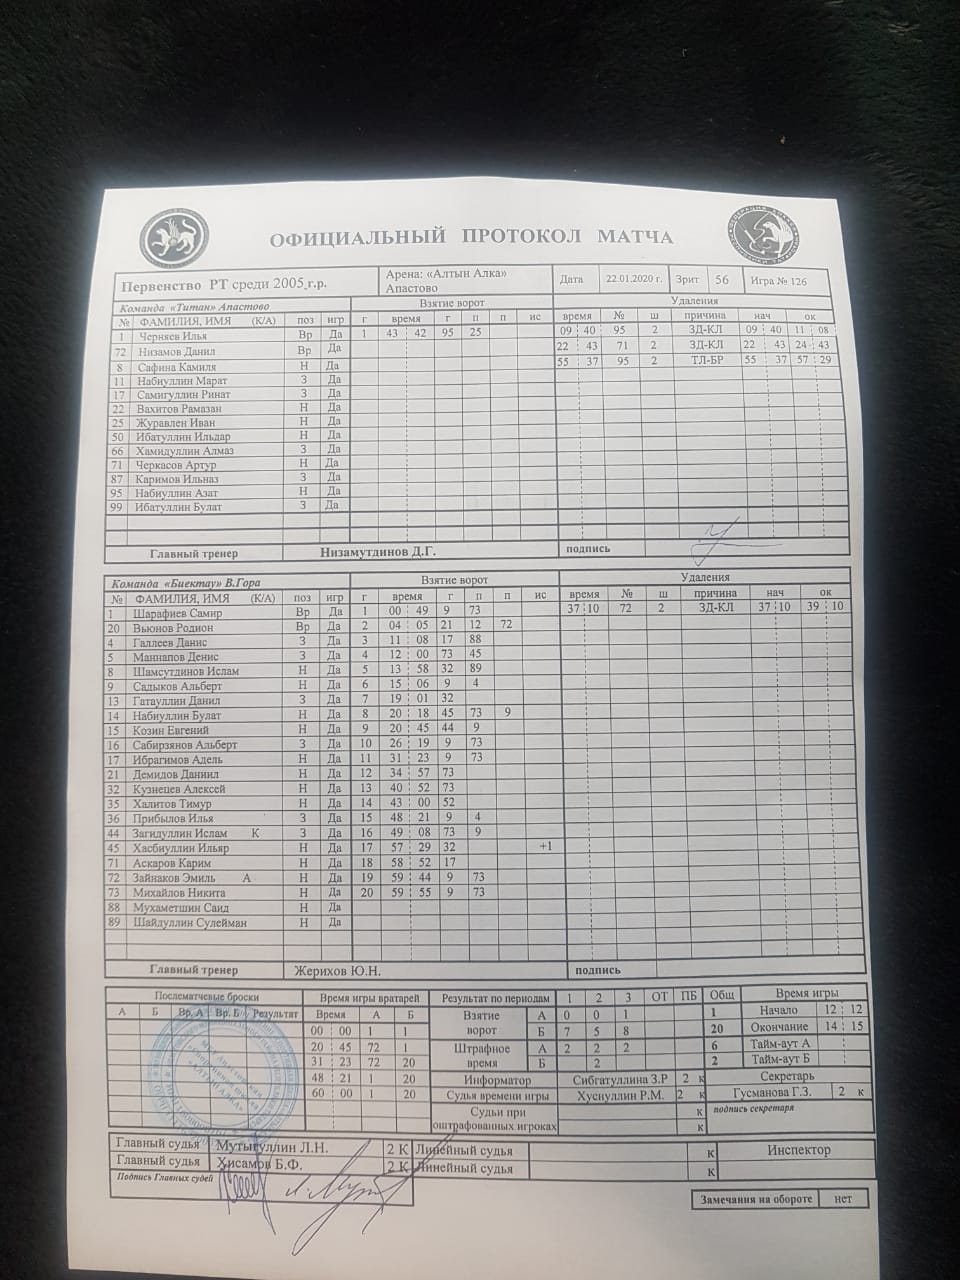 ОФИЦИАЛЬНЫЙ ПРОТОКОЛ МАТЧА
Первенство РТ среди 2005 г.р. Арена: «Алтын Алка» Апастово Дата 22.01.2020 г. Зрит 56 Игра № 126
Команда «Титан» Апастово Взятие ворот Удаления
№ ФАМИЛИЯ, ИМЯ (К/А) поз игр г время г п п ис время № ш причина нач ок
1 Черняев Илья Вр Да 1 43 42 95 25 09 40 95 2 ЗД-КЛ 09 40 11 08
72 Низамов Данил Вр Да 22 43 71 2 ЗД-КЛ 22 43 24 43
8 Сафина Камиля Н Да 55 37 95 2 ТЛ-БР 55 37 57 29
11 Набиуллин Марат З Да
17 Самигуллин Ринат З Да
22 Вахитов Рамазан Н Да
25 Журавлев Иван Н Да
50 Ибатуллин Ильдар Н Да
66 Хамидуллин Алмаз З Да
71 Черкасов Артур Н Да
87 Каримов Ильназ З Да
95 Набиуллин Азат Н Да
99 Ибатуллин Булат З Да
Главный тренер Низамутдинов Д.Г. подпись
Команда «Биектау» В.Гора Взятие ворот Удаления
№ ФАМИЛИЯ, ИМЯ (К/А) поз игр г время г п п ис время № ш причина нач ок
1 Шарафиев Самир Вр Да 1 00 49 9 73 37 10 72 2 ЗД-КЛ 37 10 39 10
20 Вьюнов Родион Вр Да 2 04 05 21 12 72
4 Галлеев Данис З Да 3 11 08 17 88
5 Маннапов Денис З Да 4 12 00 73 45
8 Шамсутдинов Ислам Н Да 5 13 58 32 89
9 Садыков Альберт Н Да 6 15 06 9 4
13 Гатауллин Данил З Да 7 19 01 32
14 Набиуллин Булат Н Да 8 20 18 45 73 9
15 Козин Евгений Н Да 9 20 45 44 9
16 Сабирзянов Альберт З Да 10 26 19 9 73
17 Ибрагимов Адель Н Да 11 31 23 9 73
21 Демидов Даниил Н Да 12 34 57 73
32 Кузнецев Алексей Н Да 13 40 52 73
35 Халитов Тимур Н Да 14 43 00 52
36 Прибылов Илья З Да 15 48 21 9 4
44 Загидуллин Ислам К З Да 16 49 08 73 9
45 Хасбиуллин Ильяр Н Да 17 57 29 32 +1
71 Аскаров Карим Н Да 18 58 52 17
72 Зайнаков Эмиль А Н Да 19 59 44 9 73
73 Михайлов Никита Н Да 20 59 55 9 73
88 Мухаметшин Саид Н Да
89 Шайдуллин Сулейман Н Да
Главный тренер Жерихов Ю.Н. подпись
Послематчевые броски Время игры вратарей Результат по периодам 1 2 3 ОТ ПБ Общ Время игры
А Б Вр. А Вр. Б Результат Время А Б Взятие ворот А 0 0 1 1 Начало 12 12
00 00 1 1 Б 7 5 8 20 Окончание 14 15
20 45 72 1 Штрафное время А 2 2 2 6 Тайм-аут А
31 23 72 20 Б 2 2 Тайм-аут Б
48 21 1 20 Информатор Сибгатуллина З.Р 2 к Секретарь
60 00 1 20 Судья времени игры Хуснуллин Р.М. 2 к Гусманова Г.З. 2 к
Судьи при оштрафованных игроках к к подпись секретаря
Главный судья Мутыгуллин Л.Н. 2 К Линейный судья к Инспектор
Главный судья Хисамов Б.Ф. 2 К Линейный судья к
Подпись Главных судей
Замечания на обороте нет